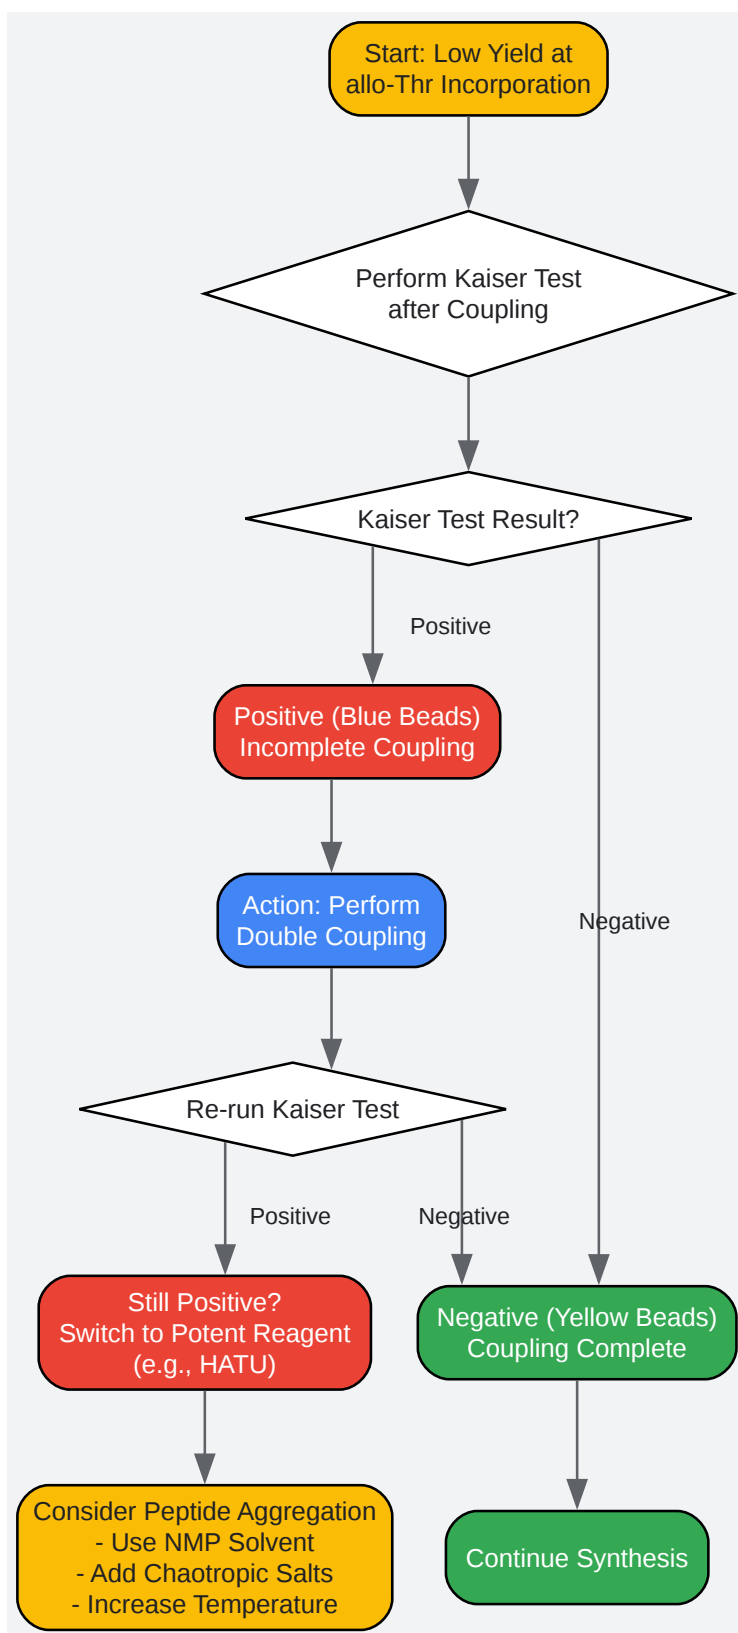 Start: Low Yield at
allo-Thr Incorporation
Perform Kaiser Test
after Coupling
Kaiser Test Result?
Positive
Positive (Blue Beads)
Incomplete Coupling
Action: Perform
Double Coupling
Negative
Re-run Kaiser Test
Positive
Negative
Still Positive?
Switch to Potent Reagent
(e.g., HATU)
Negative (Yellow Beads)
Coupling Complete
Consider Peptide Aggregation
- Use NMP Solvent
- Add Chaotropic Salts
- Increase Temperature
Continue Synthesis